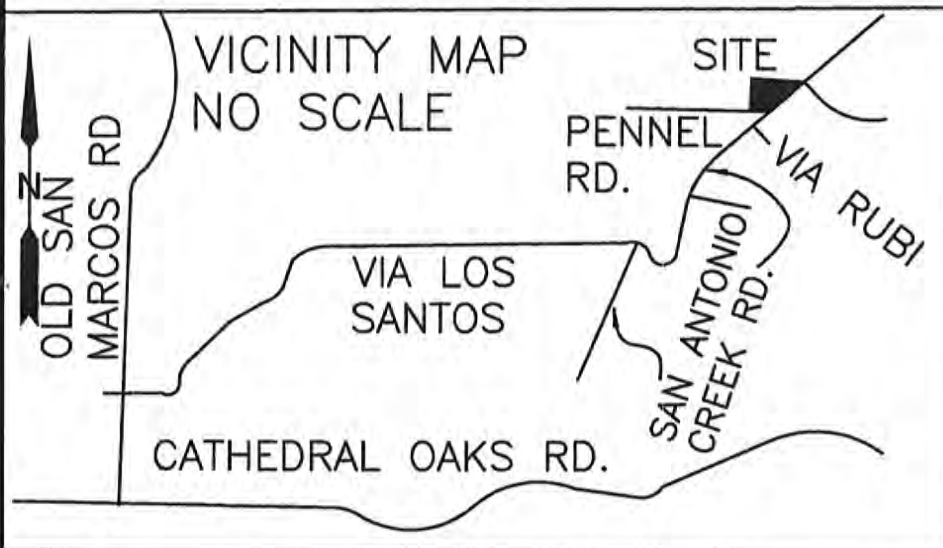 VICINITY MAP
NO SCALE
SITE
PENNEL
RD.
VIA RUBI
N
OLD SAN
MARCOS RD
VIA LOS
SANTOS
SAN ANTONIO
CREEK RD.
CATHEDRAL OAKS RD.